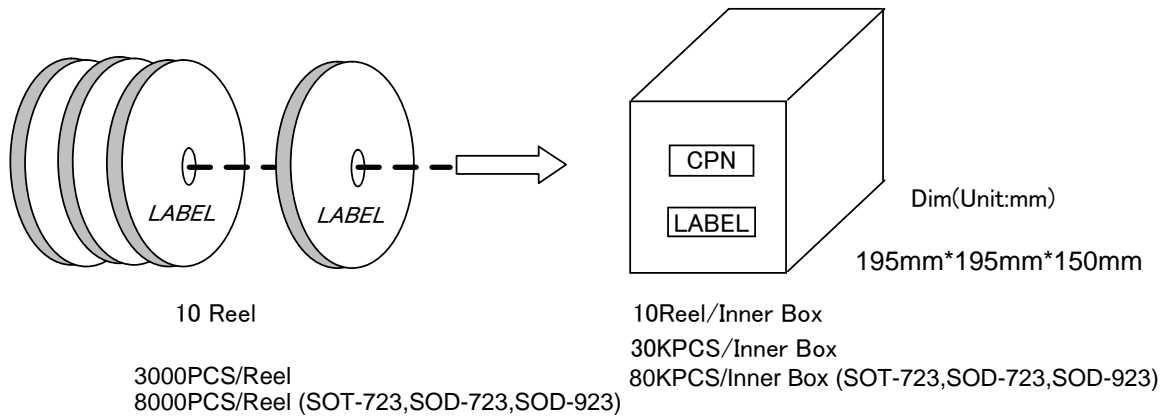 LABEL
LABEL
CPN
LABEL
Dim(Unit:mm)
195mm*195mm*150mm
10 Reel
10Reel/Inner Box
30KPCS/Inner Box
80KPCS/Inner Box (SOT-723,SOD-723,SOD-923)
3000PCS/Reel
8000PCS/Reel (SOT-723,SOD-723,SOD-923)